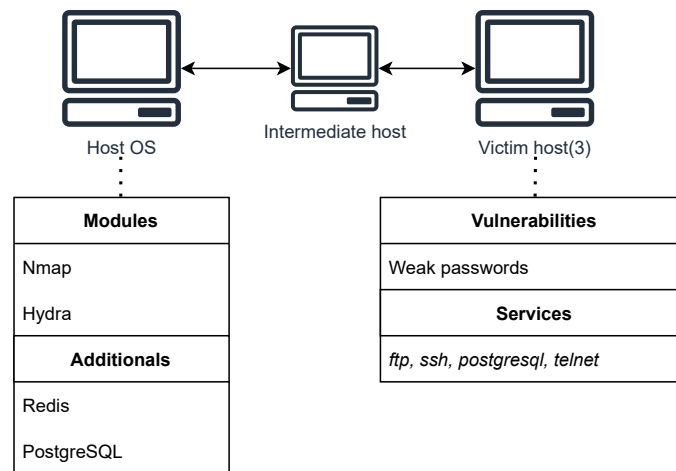 Host OS
Intermediate host
Victim host(3)
Modules
Nmap
Hydra
Additionals
Redis
PostgreSQL
Vulnerabilities
Weak passwords
Services
ftp, ssh, postgresql, telnet